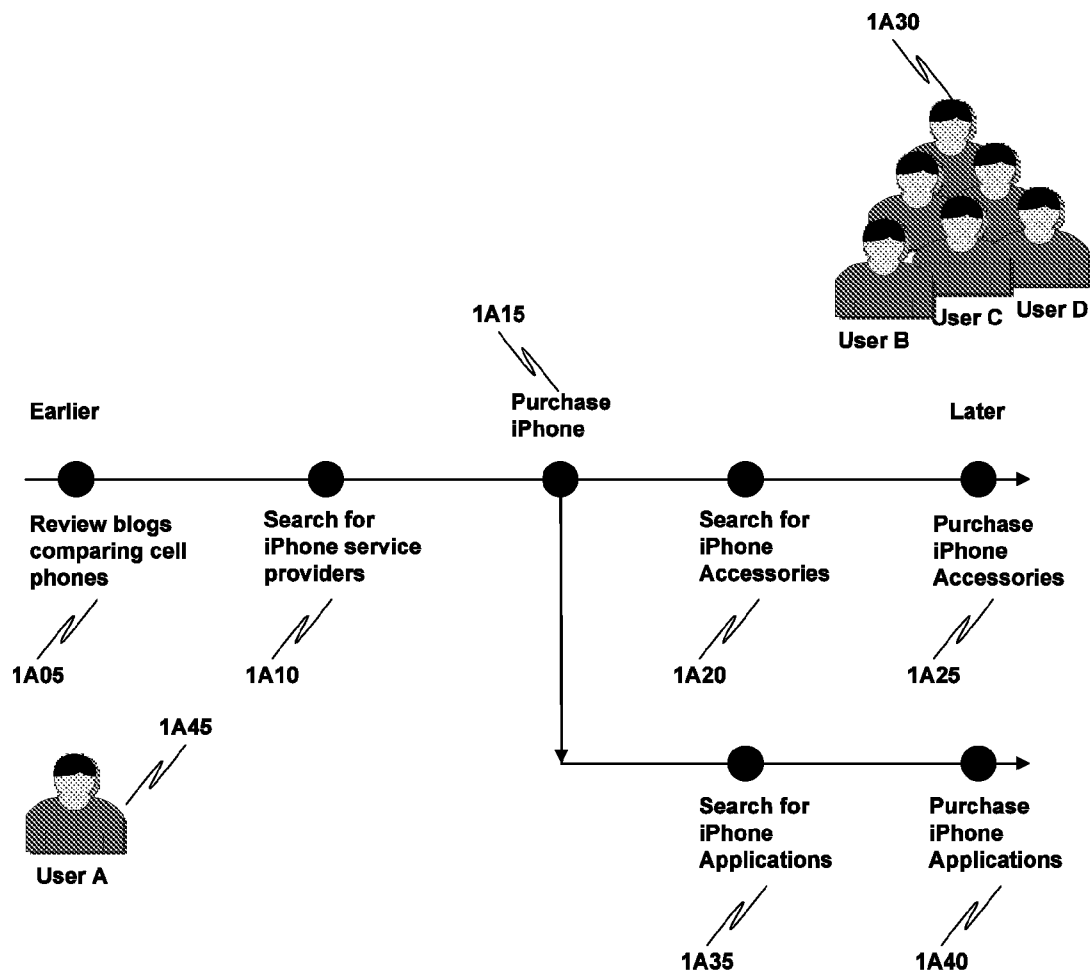 1A30
User B
User C
User D
1A15
Purchase
iPhone
Earlier
Later
Review blogs
comparing cell
phones
Search for
iPhone service
providers
Search for
iPhone
Accessories
Purchase
iPhone
Accessories
1A05
1A10
1A20
1A25
1A45
User A
Search for
iPhone
Applications
Purchase
iPhone
Applications
1A35
1A40